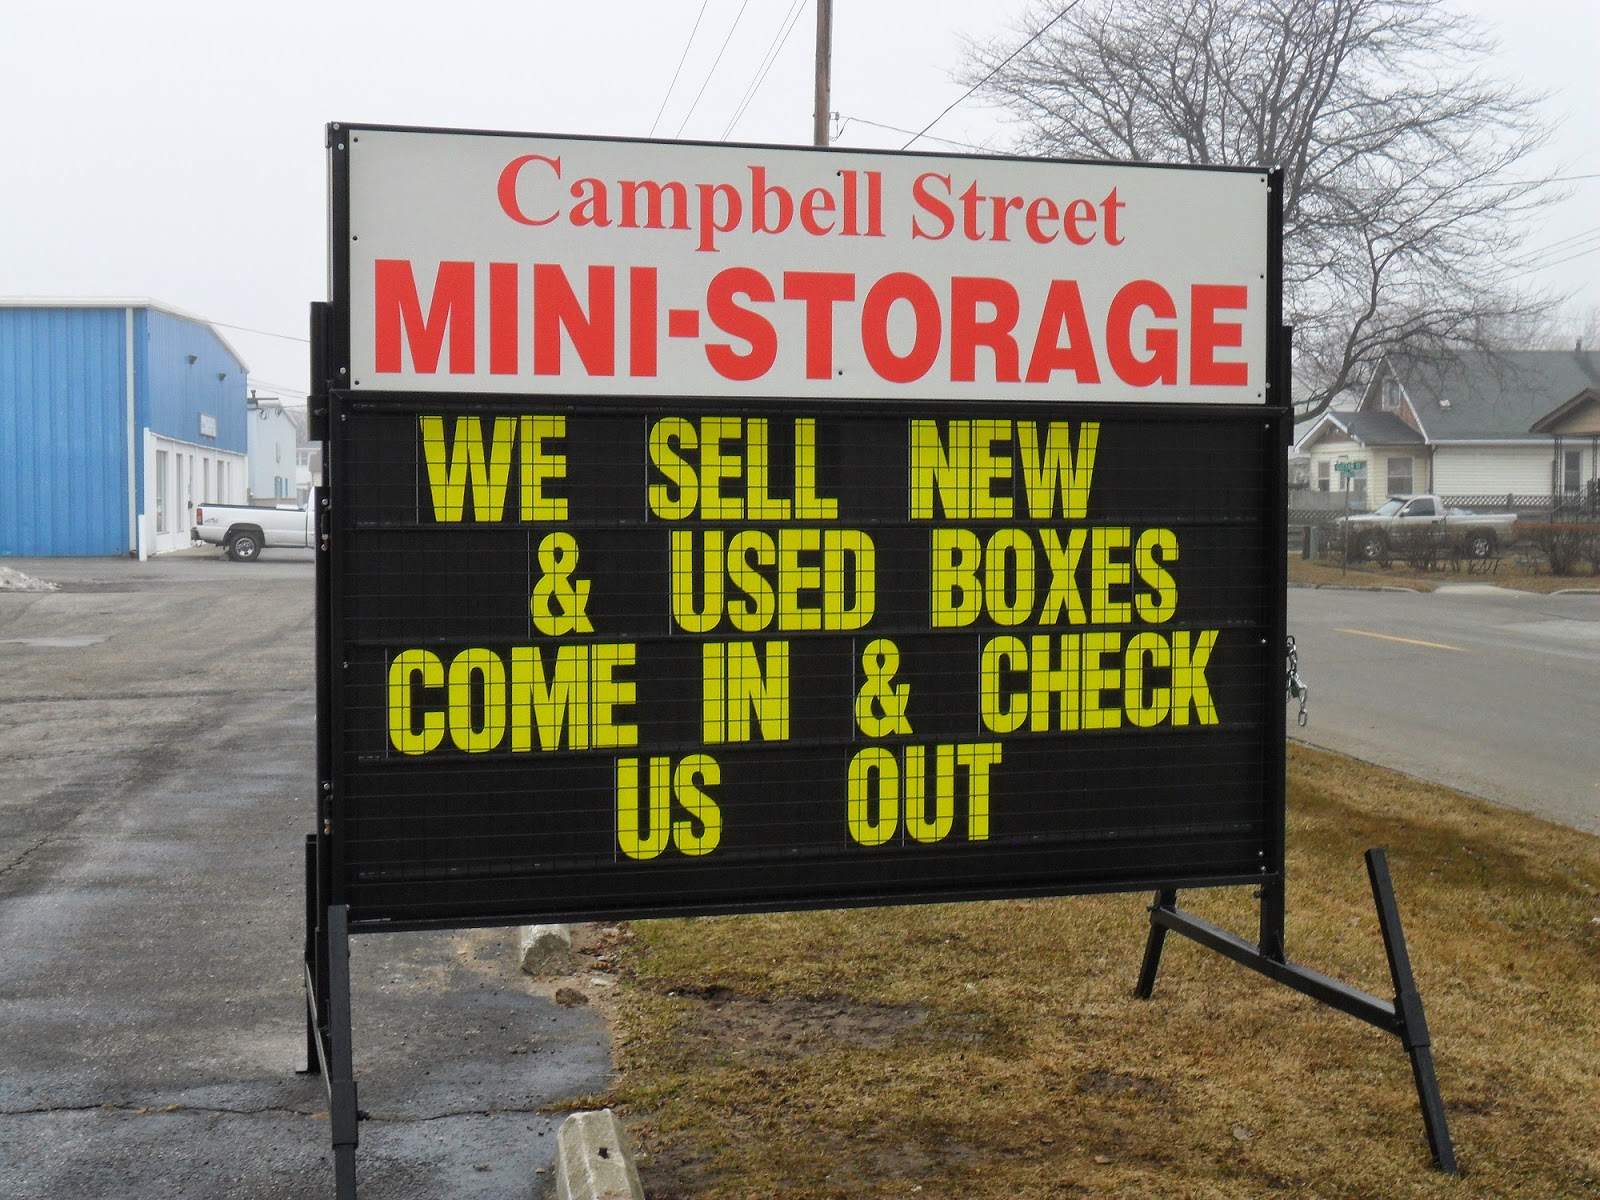 Campbell Street
MINI-STORAGE
WE SELL NEW
& USED BOXES
COME IN & CHECK
US OUT